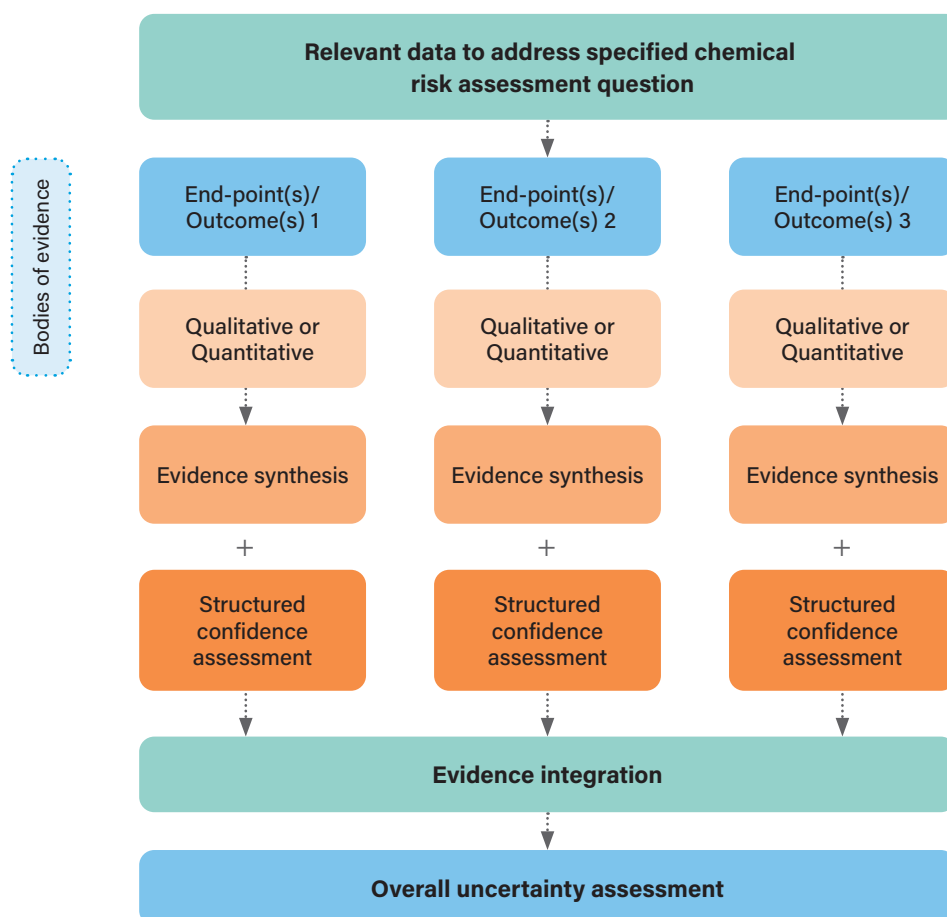 Relevant data to address specified chemical
risk assessment question
Bodies of evidence
End-point(s)/
Outcome(s) 1
End-point(s)/
Outcome(s) 2
End-point(s)/
Outcome(s) 3
Qualitative or
Quantitative
Qualitative or
Quantitative
Qualitative or
Quantitative
Evidence synthesis
Evidence synthesis
Evidence synthesis
+
+
+
Structured
confidence
assessment
Structured
confidence
assessment
Structured
confidence
assessment
Evidence integration
Overall uncertainty assessment